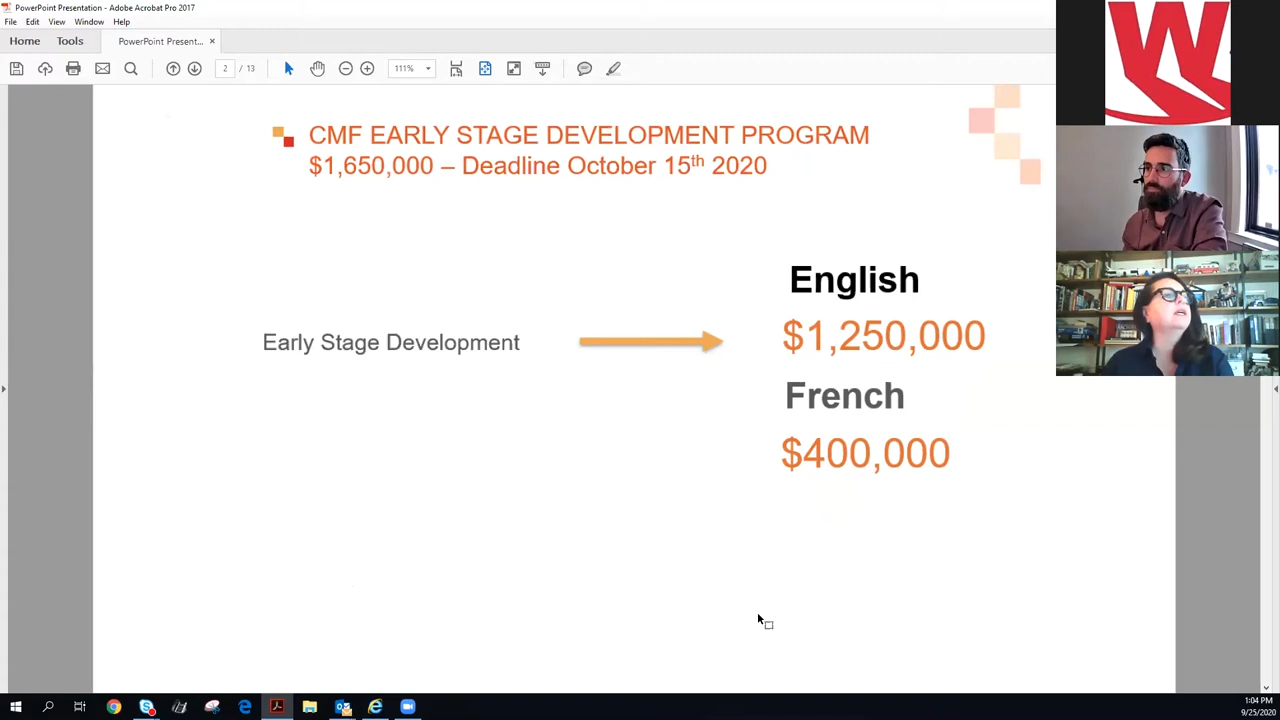 PowerPoint Presentation - Adobe Acrobat Pro 2017
File Edit View Window Help
Home Tools PowerPoint Present... ×
2 / 13 111%
CMF EARLY STAGE DEVELOPMENT PROGRAM
$1,650,000 – Deadline October 15th 2020
English
$1,250,000
Early Stage Development
French
$400,000
W
1:04 PM
9/25/2020